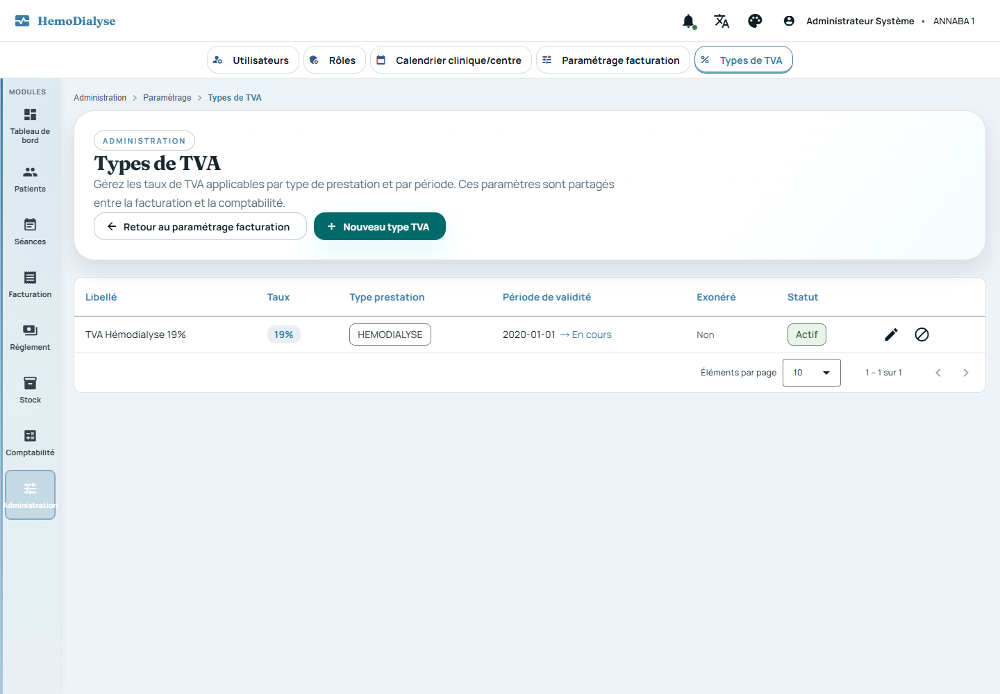 HemoDialyse
Administrateur Système • ANNABA 1
Utilisateurs
Rôles
Calendrier clinique/centre
Paramétrage facturation
Types de TVA
MODULES
Tableau de
bord
Patients
Séances
Facturation
Règlement
Stock
Comptabilité
Administration
Administration > Paramétrage > Types de TVA
ADMINISTRATION
Types de TVA
Gérez les taux de TVA applicables par type de prestation et par période. Ces paramètres sont partagés
entre la facturation et la comptabilité.
Retour au paramétrage facturation
Nouveau type TVA
Libellé Taux Type prestation Période de validité Exonéré Statut
TVA Hémodialyse 19% 19% HEMODIALYSE 2020-01-01 → En cours Non Actif
Éléments par page 10 1 – 1 sur 1